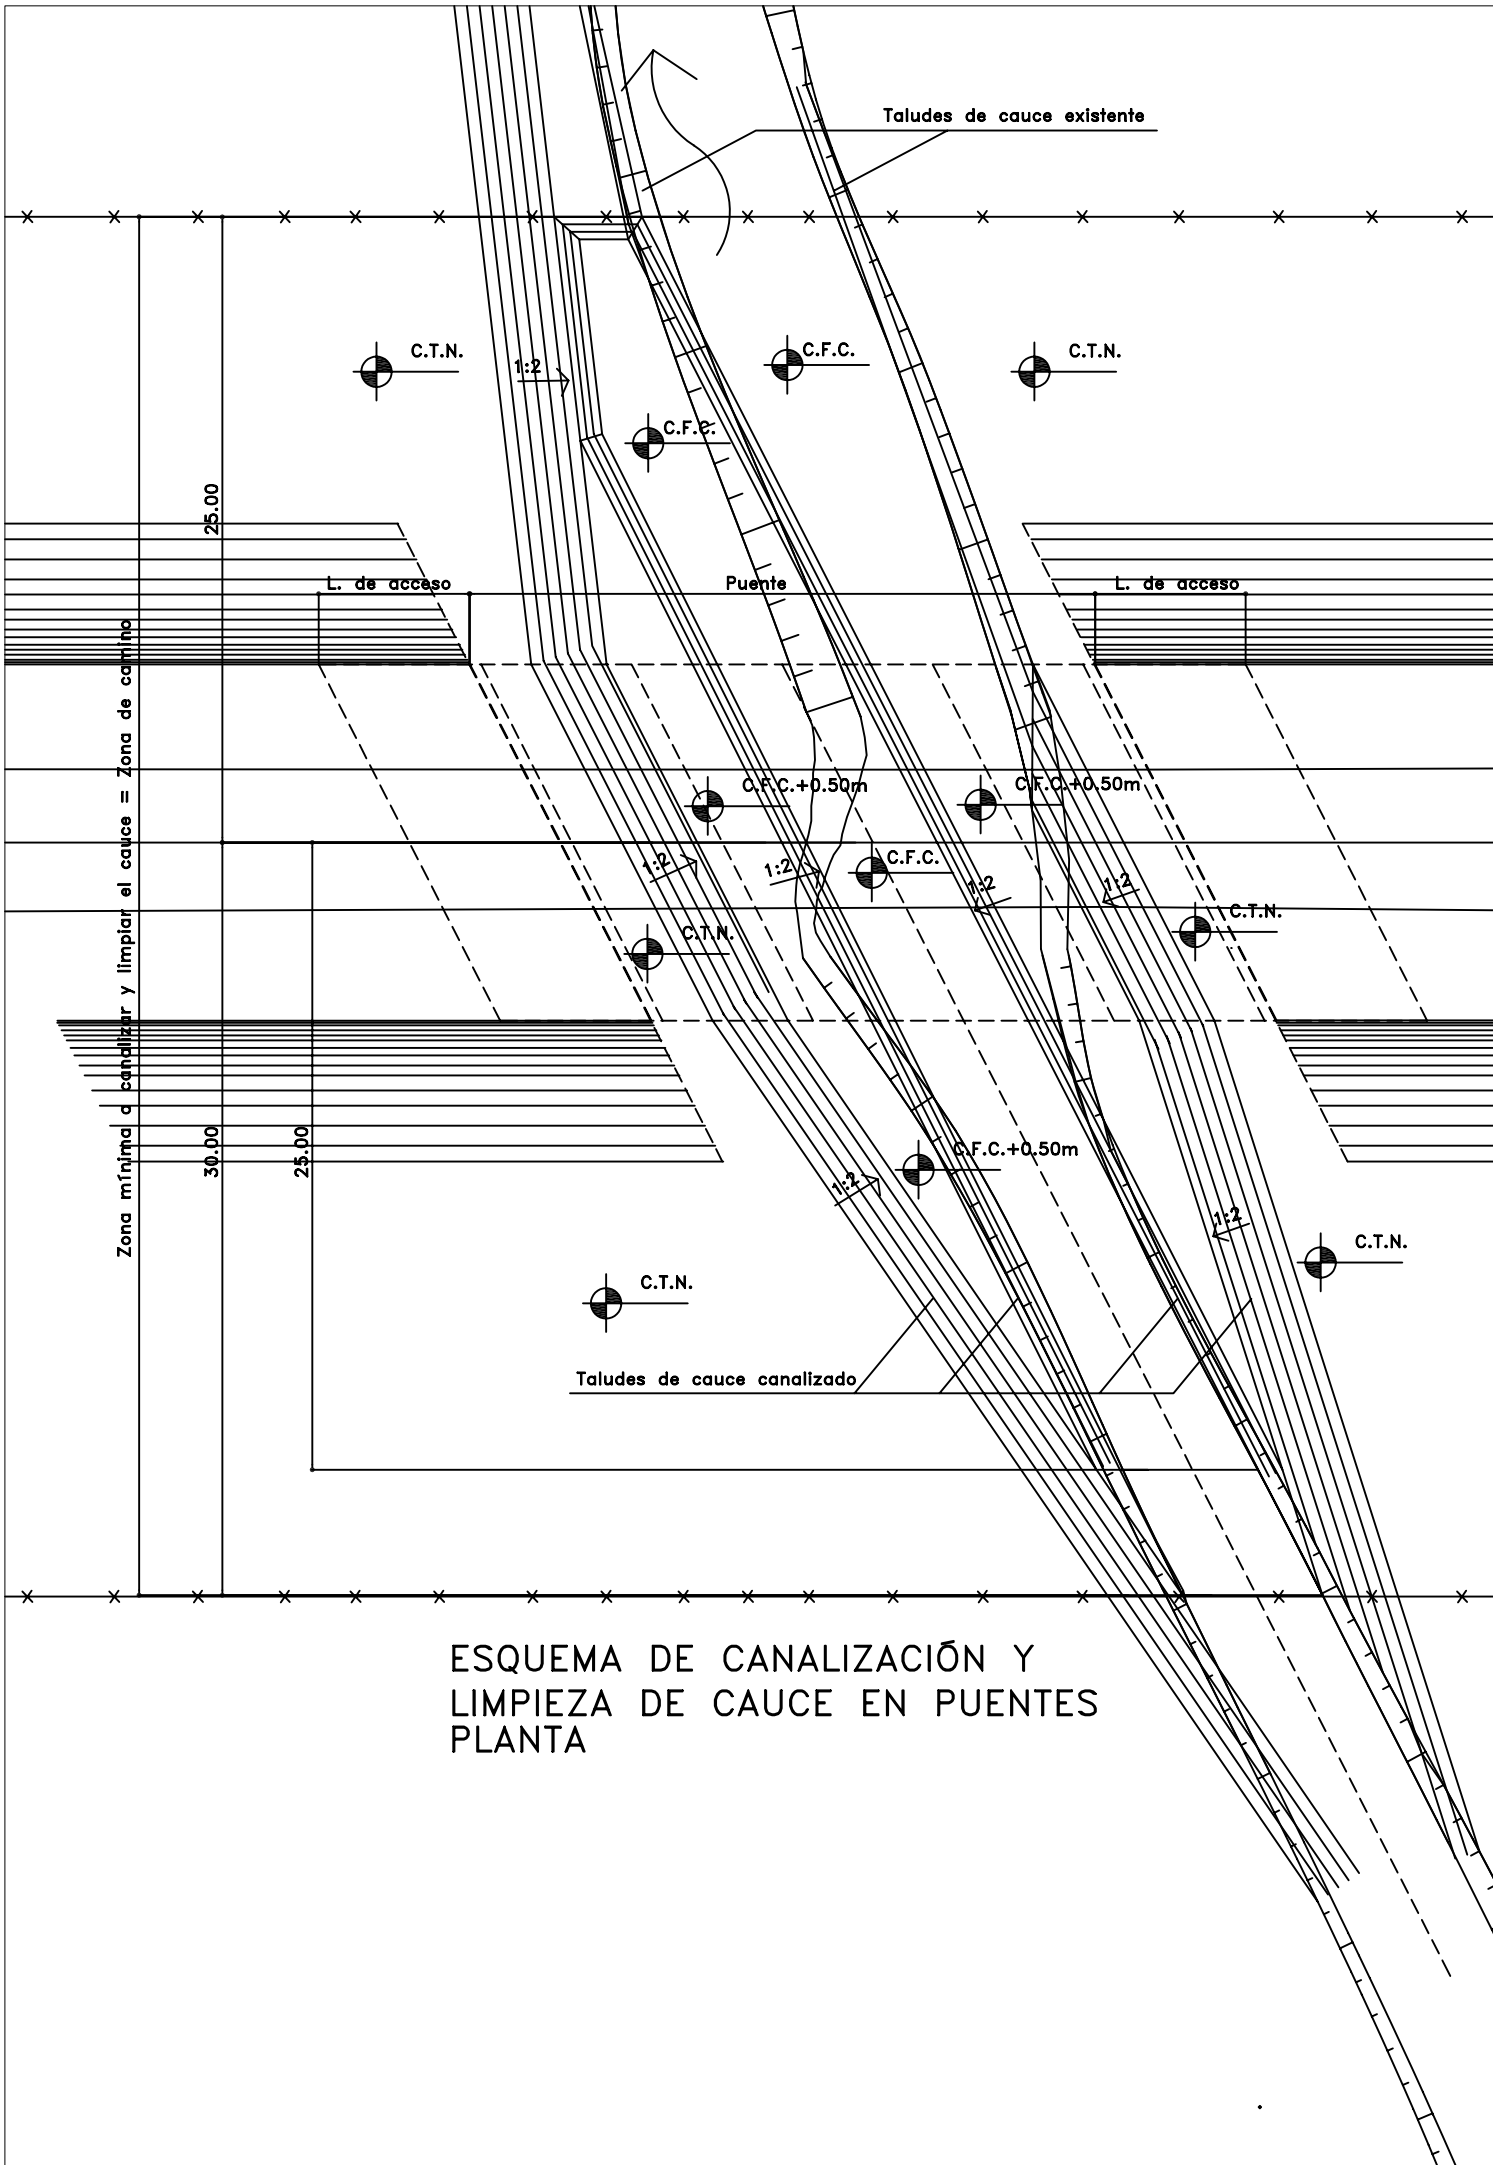 Taludes de cauce existente
C.T.N.
1:2
C.F.C.
C.T.N.
C.F.C.
25.00
L. de acceso
Puente
L. de acceso
Zona mínima a canalizar y limpiar el cauce = Zona de camino
C.F.C.+0.50m
C.F.C.+0.50m
1:2
1:2
C.F.C.
1:2
1:2
C.T.N.
C.T.N.
30.00
25.00
C.F.C.+0.50m
1:2
1:2
C.T.N.
C.T.N.
Taludes de cauce canalizado
ESQUEMA DE CANALIZACIÓN Y
LIMPIEZA DE CAUCE EN PUENTES
PLANTA